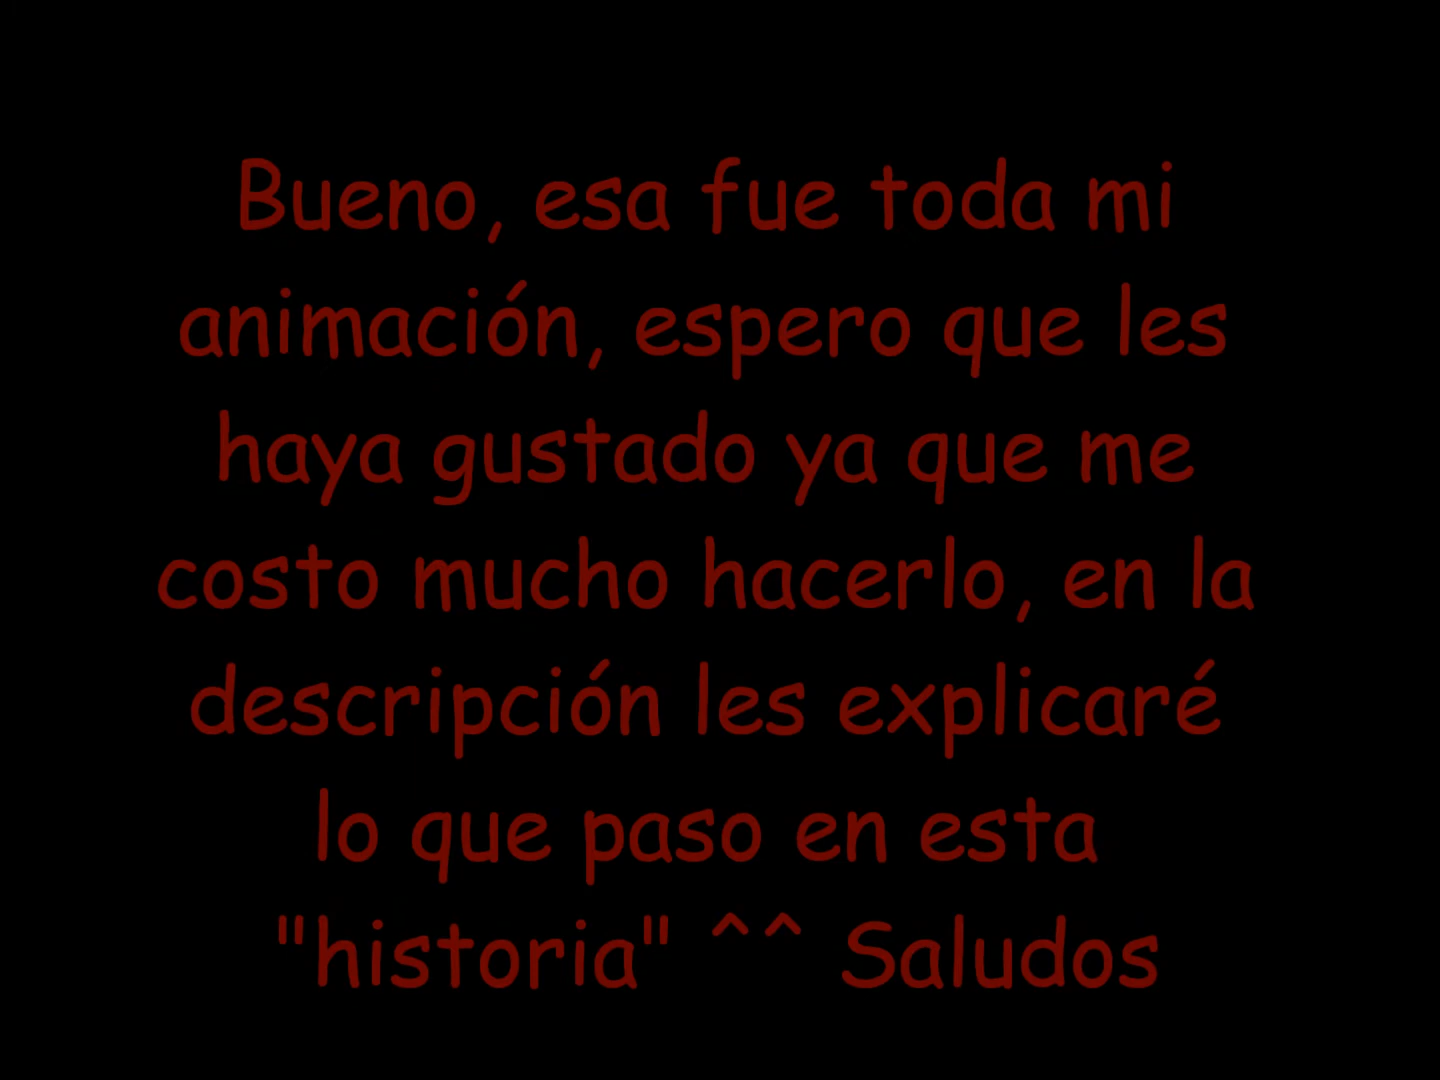 Bueno, esa fue toda mi
animación, espero que les
haya gustado ya que me
costo mucho hacerlo, en la
descripción les explicaré
lo que paso en esta
"historia" ^^ Saludos